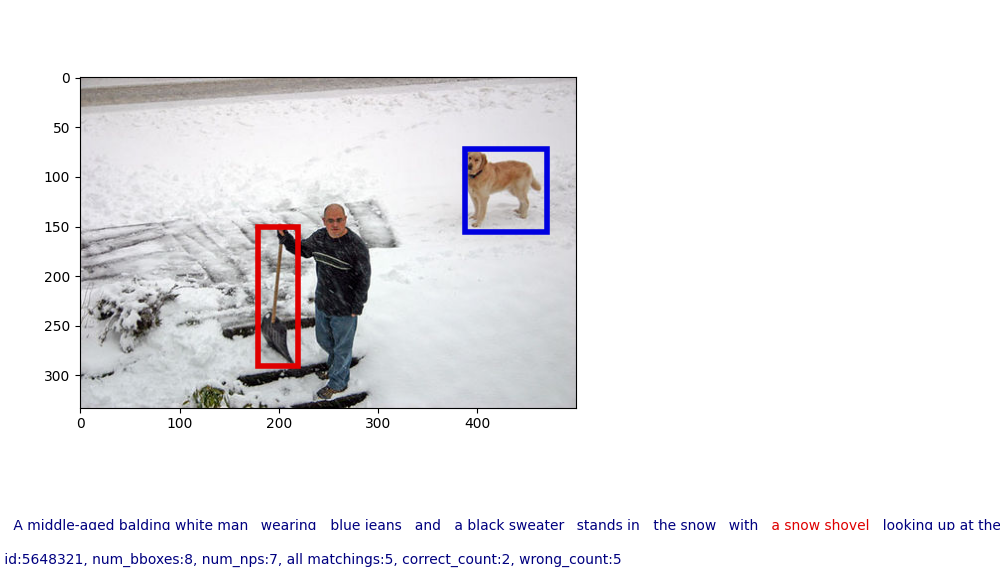 0
50
100
150
200
250
300
0 100 200 300 400
A middle-aged balding white man wearing blue jeans and a black sweater stands in the snow with a snow shovel looking up at the
id:5648321, num_bboxes:8, num_nps:7, all matchings:5, correct_count:2, wrong_count:5